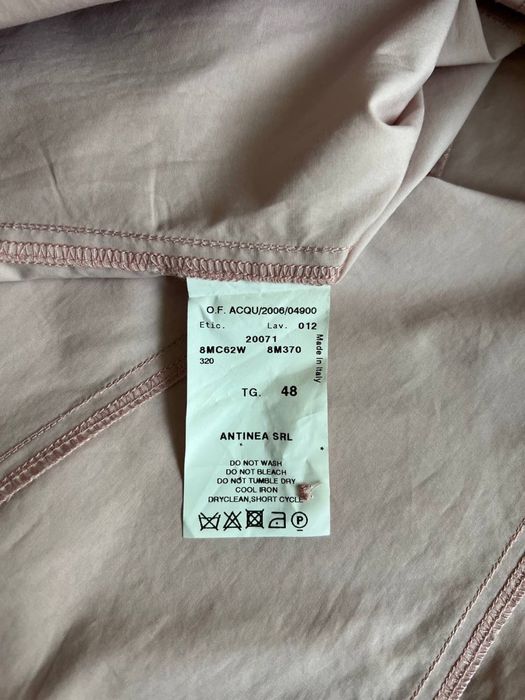 O.F. ACQU/2006/04900
Etic. Lav. 012
20071
8MC62W 8M370
320
Made in Italy
TG. 48
ANTINEA SRL
DO NOT WASH
DO NOT BLEACH
DO NOT TUMBLE DRY
COOL IRON
DRYCLEAN,SHORT CYCLE
P